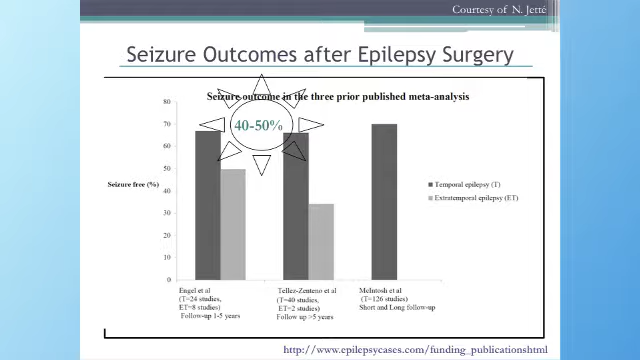 Courtesy of N. Jetté
Seizure Outcomes after Epilepsy Surgery
Seizure outcome in the three prior published meta-analysis
80
70
60
50
40
30
20
10
0
Seizure free (%)
40-50%
Temporal epilepsy (T)
Extratemporal epilepsy (ET)
Engel et al
(T=24 studies,
ET=8 studies)
Follow-up 1-5 years
Tellez-Zenteno et al
(T=40 studies,
ET=2 studies)
Follow up >5 years
McIntosh et al
(T=126 studies)
Short and Long follow-up
http://www.epilepsycases.com/funding_publicationshtml